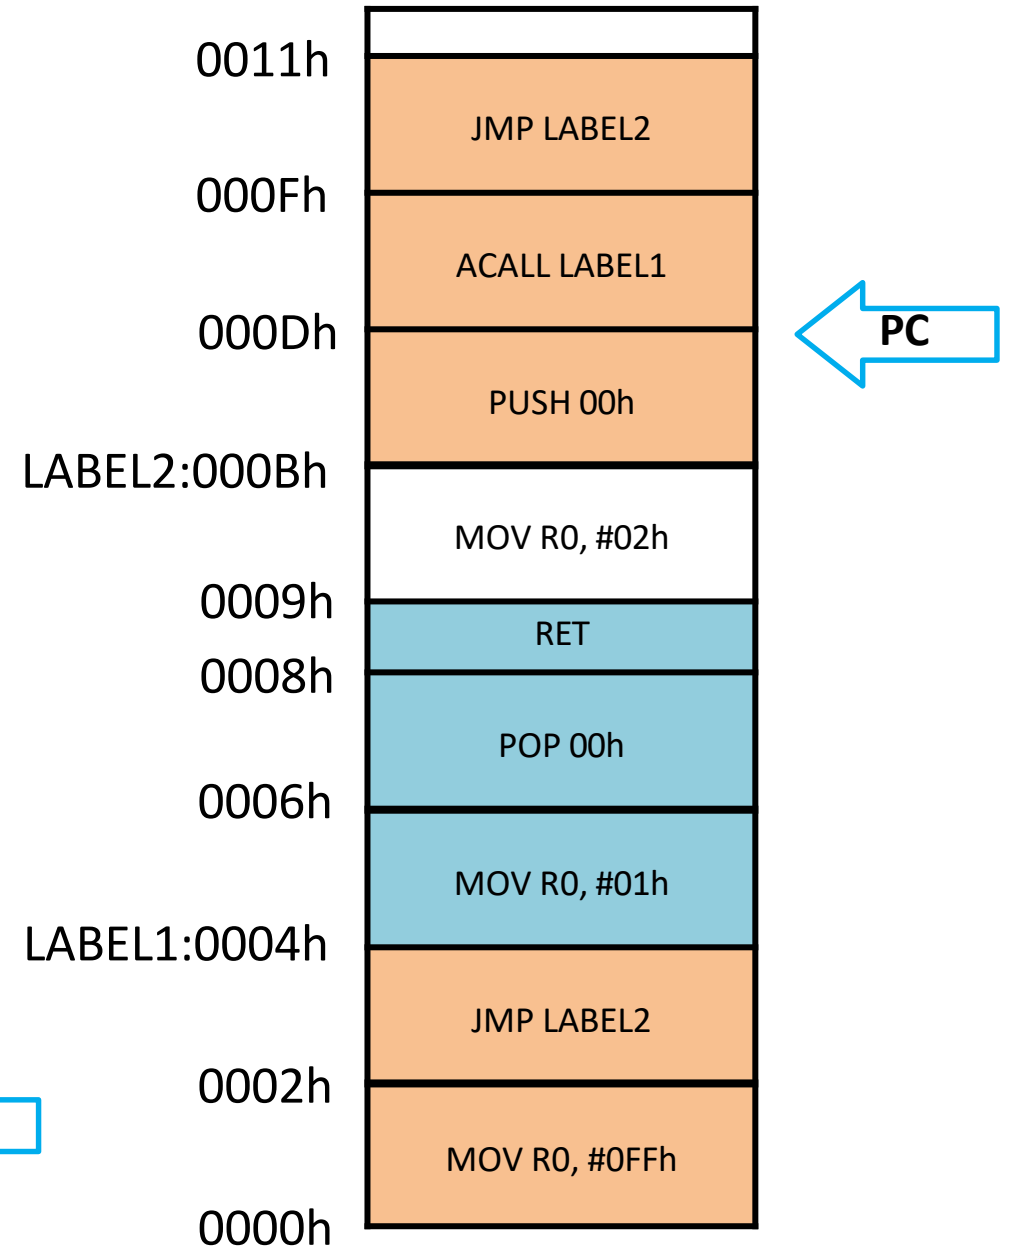 0011h
JMP LABEL2
000Fh
ACALL LABEL1
000Dh
PC
PUSH 00h
LABEL2:000Bh
MOV R0, #02h
0009h
RET
0008h
POP 00h
0006h
MOV R0, #01h
LABEL1:0004h
JMP LABEL2
0002h
MOV R0, #0FFh
0000h